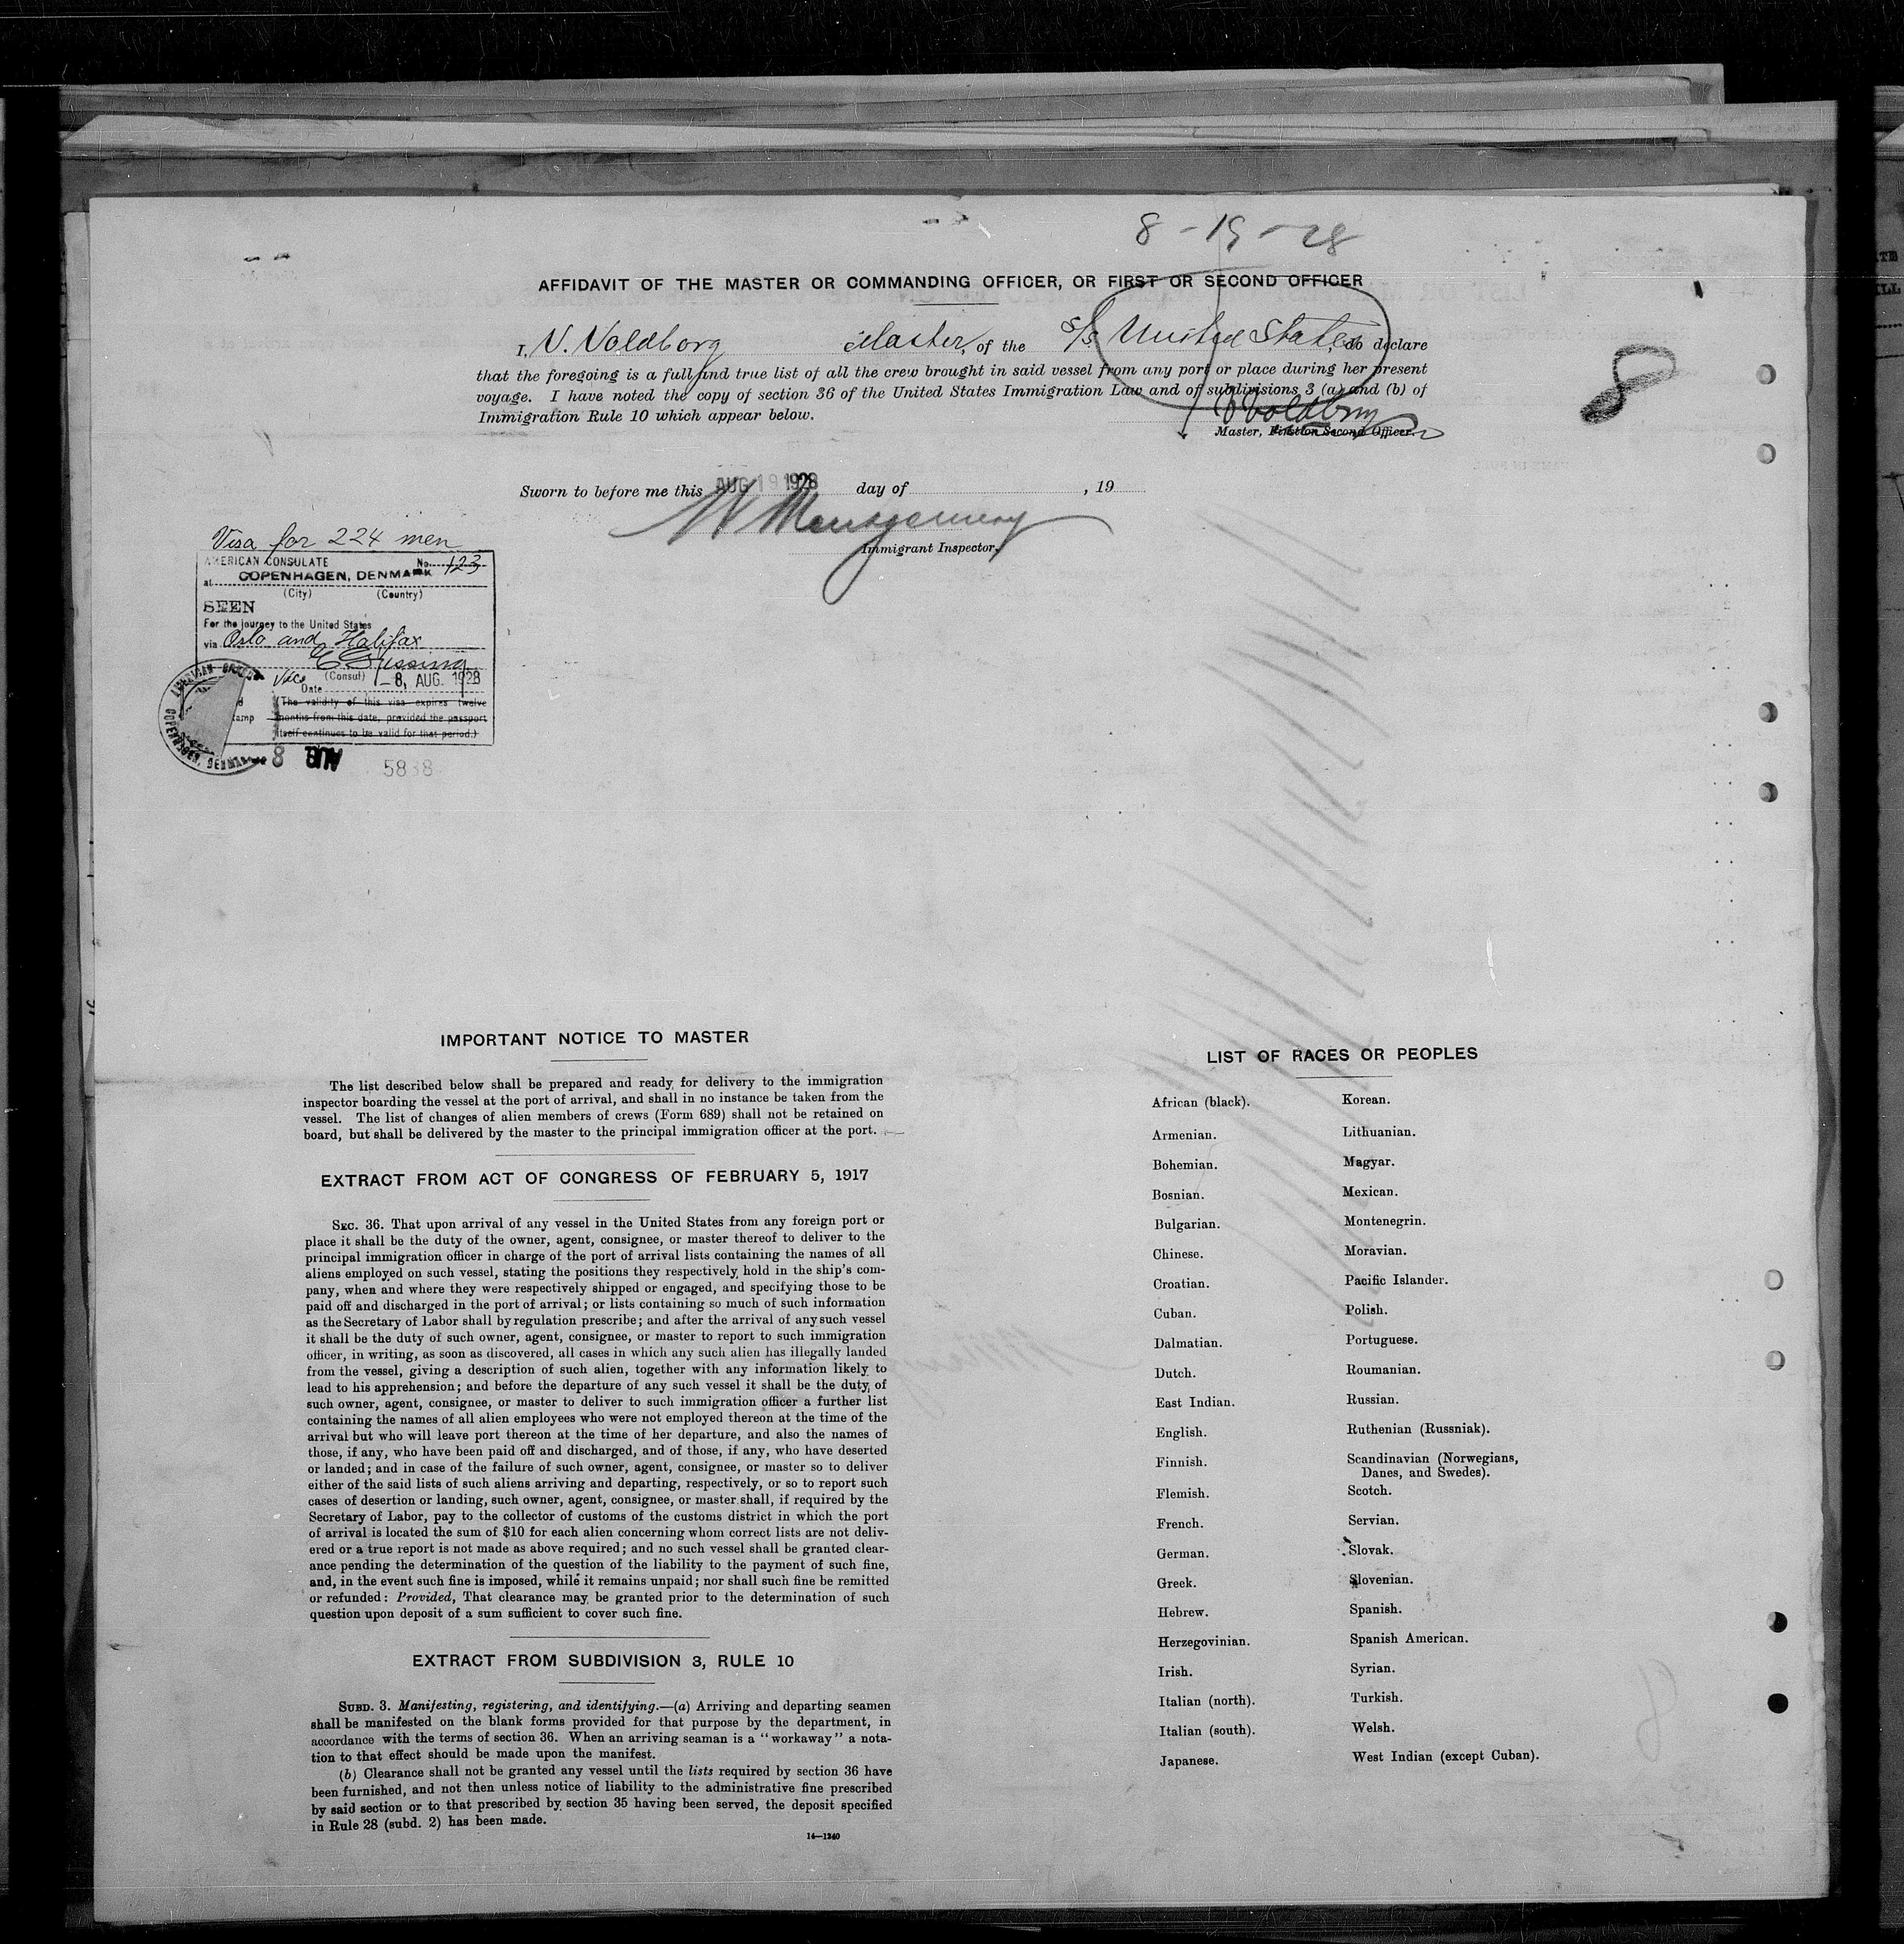 8-19-28
AFFIDAVIT OF THE MASTER OR COMMANDING OFFICER, OR FIRST OR SECOND OFFICER
I, V. Voldborg Master, of the S/S United States, do declare
that the foregoing is a full and true list of all the crew brought in said vessel from any port or place during her present
voyage. I have noted the copy of section 36 of the United States Immigration Law and of subdivisions 3 (a) and (b) of
Immigration Rule 10 which appear below.
V Voldborg
Master, First or Second Officer.
8
Sworn to before me this AUG 19 1928 day of , 19
Montgomery
Immigrant Inspector.
Visa for 224 men
AMERICAN CONSULATE No. 123
at COPENHAGEN, DENMARK
(City) (Country)
SEEN
For the journey to the United States
via Oslo and Halifax
Vice (Consul)
Date - 8, AUG. 1928
(The validity of this visa expires twelve
months from this date, provided the passport
itself continues to be valid for that period.)
8 AUG 5838
IMPORTANT NOTICE TO MASTER
The list described below shall be prepared and ready for delivery to the immigration
inspector boarding the vessel at the port of arrival, and shall in no instance be taken from the
vessel. The list of changes of alien members of crews (Form 689) shall not be retained on
board, but shall be delivered by the master to the principal immigration officer at the port.
EXTRACT FROM ACT OF CONGRESS OF FEBRUARY 5, 1917
SEC. 36. That upon arrival of any vessel in the United States from any foreign port or
place it shall be the duty of the owner, agent, consignee, or master thereof to deliver to the
principal immigration officer in charge of the port of arrival lists containing the names of all
aliens employed on such vessel, stating the positions they respectively hold in the ship's com-
pany, when and where they were respectively shipped or engaged, and specifying those to be
paid off and discharged in the port of arrival; or lists containing so much of such information
as the Secretary of Labor shall by regulation prescribe; and after the arrival of any such vessel
it shall be the duty of such owner, agent, consignee, or master to report to such immigration
officer, in writing, as soon as discovered, all cases in which any such alien has illegally landed
from the vessel, giving a description of such alien, together with any information likely to
lead to his apprehension; and before the departure of any such vessel it shall be the duty of
such owner, agent, consignee, or master to deliver to such immigration officer a further list
containing the names of all alien employees who were not employed thereon at the time of the
arrival but who will leave port thereon at the time of her departure, and also the names of
those, if any, who have been paid off and discharged, and of those, if any, who have deserted
or landed; and in case of the failure of such owner, agent, consignee, or master so to deliver
either of the said lists of such aliens arriving and departing, respectively, or so to report such
cases of desertion or landing, such owner, agent, consignee, or master shall, if required by the
Secretary of Labor, pay to the collector of customs of the customs district in which the port
of arrival is located the sum of $10 for each alien concerning whom correct lists are not deliv-
ered or a true report is not made as above required; and no such vessel shall be granted clear-
ance pending the determination of the question of the liability to the payment of such fine,
and, in the event such fine is imposed, while it remains unpaid; nor shall such fine be remitted
or refunded: Provided, That clearance may be granted prior to the determination of such
question upon deposit of a sum sufficient to cover such fine.
EXTRACT FROM SUBDIVISION 3, RULE 10
SUBD. 3. Manifesting, registering, and identifying.—(a) Arriving and departing seamen
shall be manifested on the blank forms provided for that purpose by the department, in
accordance with the terms of section 36. When an arriving seaman is a "workaway" a nota-
tion to that effect should be made upon the manifest.
(b) Clearance shall not be granted any vessel until the lists required by section 36 have
been furnished, and not then unless notice of liability to the administrative fine prescribed
by said section or to that prescribed by section 35 having been served, the deposit specified
in Rule 28 (subd. 2) has been made.
14—1240
LIST OF RACES OR PEOPLES
African (black).
Armenian.
Bohemian.
Bosnian.
Bulgarian.
Chinese.
Croatian.
Cuban.
Dalmatian.
Dutch.
East Indian.
English.
Finnish.
Flemish.
French.
German.
Greek.
Hebrew.
Herzegovinian.
Irish.
Italian (north).
Italian (south).
Japanese.
Korean.
Lithuanian.
Magyar.
Mexican.
Montenegrin.
Moravian.
Pacific Islander.
Polish.
Portuguese.
Roumanian.
Russian.
Ruthenian (Russniak).
Scandinavian (Norwegians,
Danes, and Swedes).
Scotch.
Servian.
Slovak.
Slovenian.
Spanish.
Spanish American.
Syrian.
Turkish.
Welsh.
West Indian (except Cuban).